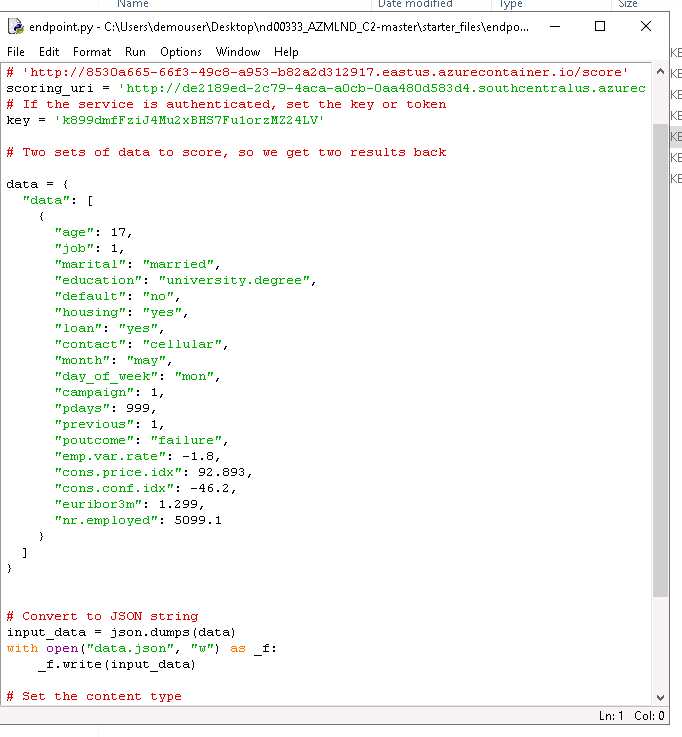 Name Date modified Type Size
endpoint.py - C:\Users\demouser\Desktop\nd00333_AZMLND_C2-master\starter_files\endpo...
File Edit Format Run Options Window Help
# 'http://8530a665-66f3-49c8-a953-b82a2d312917.eastus.azurecontainer.io/score'
scoring_uri = 'http://de2189ed-2c79-4aca-a0cb-0aa480d583d4.southcentralus.azurec
# If the service is authenticated, set the key or token
key = 'k899dmfFziJ4Mu2xBHS7Fu1orzMZ24LV'
# Two sets of data to score, so we get two results back
data = {
"data": [
{
"age": 17,
"job": 1,
"marital": "married",
"education": "university.degree",
"default": "no",
"housing": "yes",
"loan": "yes",
"contact": "cellular",
"month": "may",
"day_of_week": "mon",
"campaign": 1,
"pdays": 999,
"previous": 1,
"poutcome": "failure",
"emp.var.rate": -1.8,
"cons.price.idx": 92.893,
"cons.conf.idx": -46.2,
"euribor3m": 1.299,
"nr.employed": 5099.1
}
]
}
# Convert to JSON string
input_data = json.dumps(data)
with open("data.json", "w") as _f:
_f.write(input_data)
# Set the content type
Ln: 1 Col: 0
KE
KE
KE
KE
KE
KE
KE